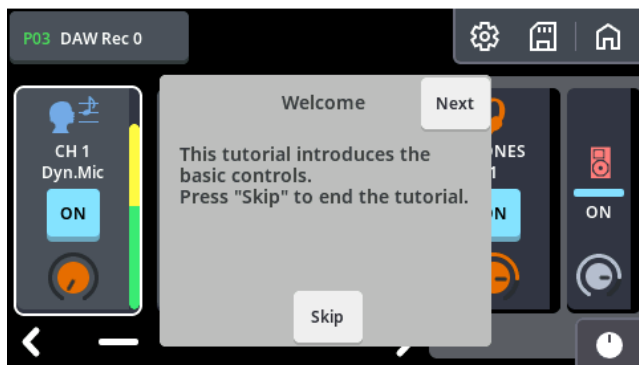 P03 DAW Rec 0
Welcome
Next
This tutorial introduces the
basic controls.
Press "Skip" to end the tutorial.
Skip
CH 1
Dyn.Mic
ON
NES
1
N
ON